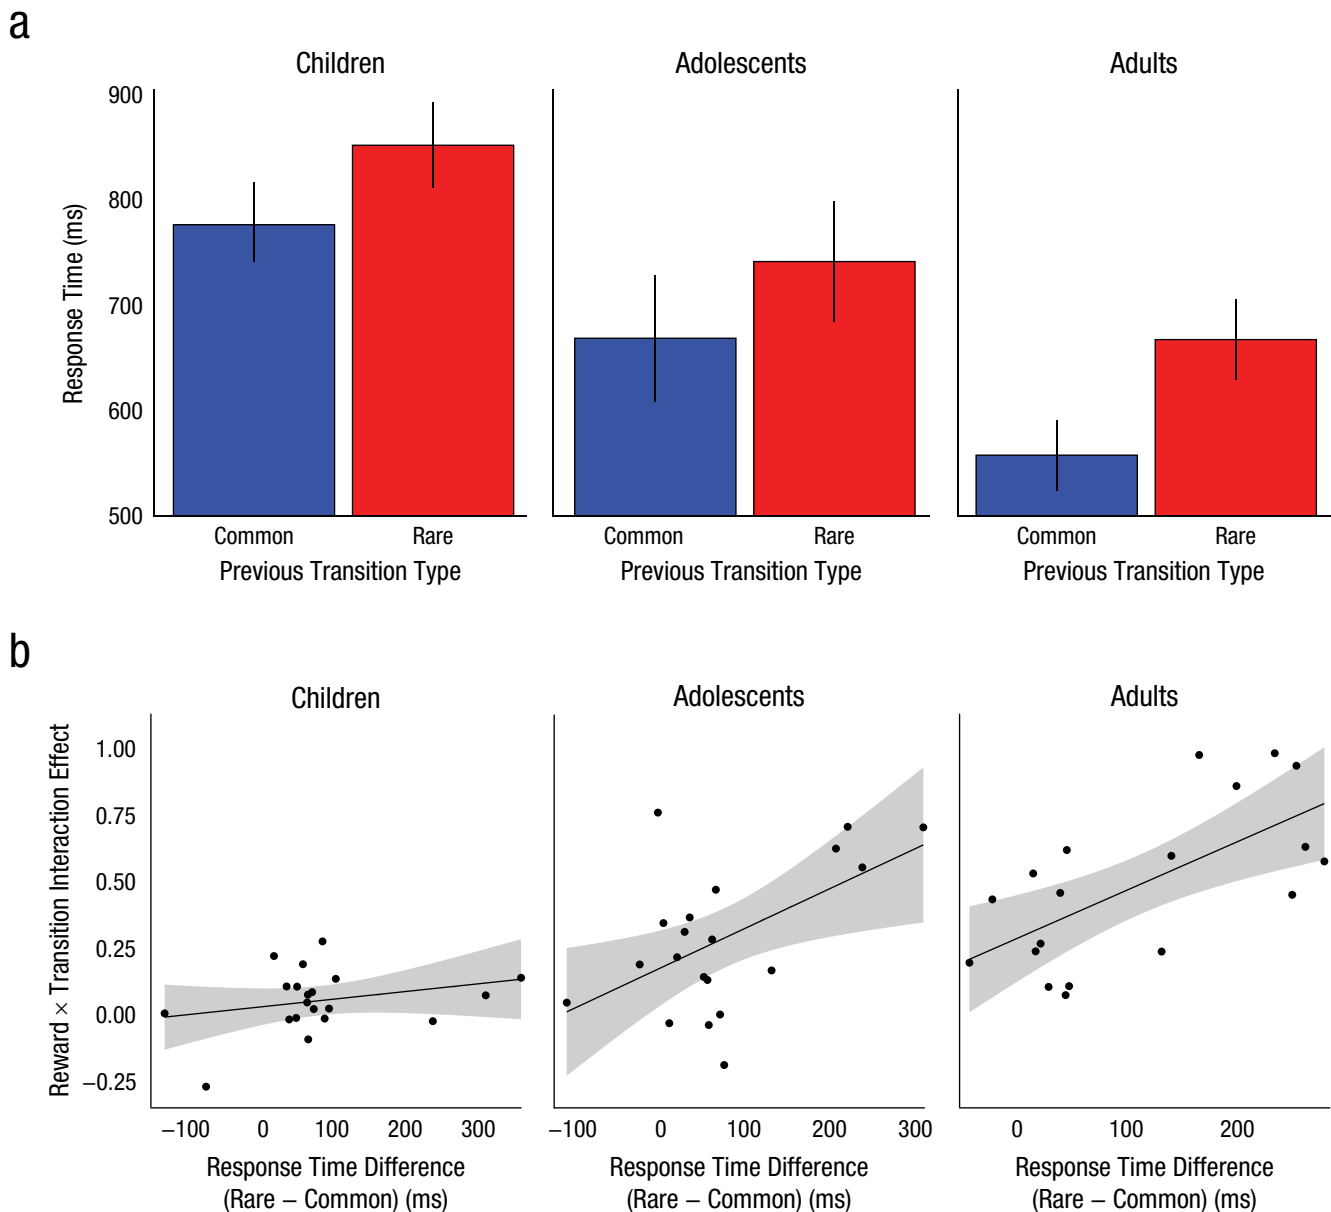 a
Children
Adolescents
Adults
Response Time (ms)
900
800
700
600
500
Common Rare
Common Rare
Common Rare
Previous Transition Type
Previous Transition Type
Previous Transition Type
b
Children
Adolescents
Adults
Reward × Transition Interaction Effect
1.00
0.75
0.50
0.25
0.00
−0.25
−100 0 100 200 300
−100 0 100 200 300
0 100 200
Response Time Difference
(Rare – Common) (ms)
Response Time Difference
(Rare – Common) (ms)
Response Time Difference
(Rare – Common) (ms)